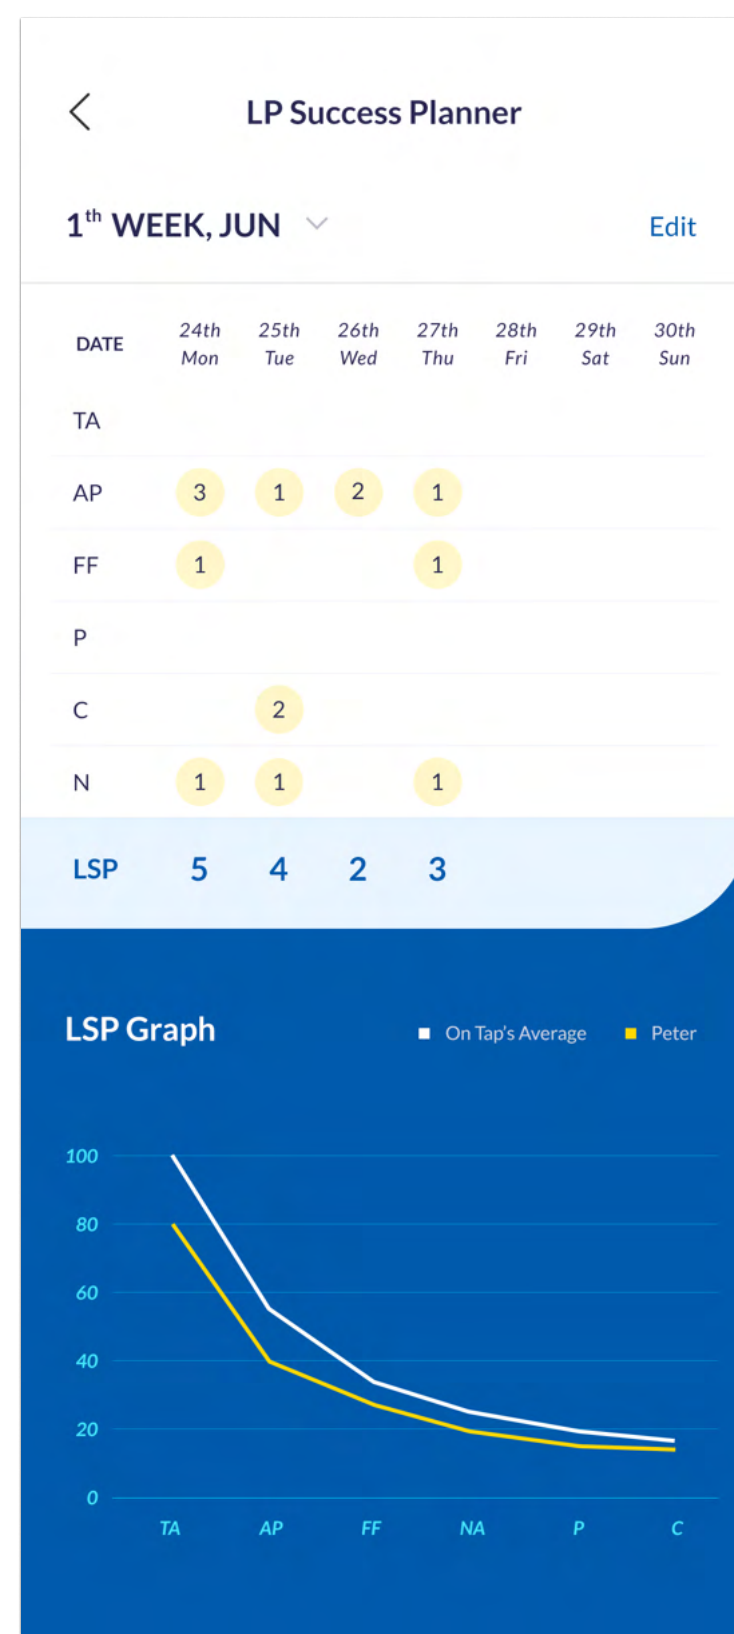 LP Success Planner
1th WEEK, JUN
Edit
DATE 24th Mon 25th Tue 26th Wed 27th Thu 28th Fri 29th Sat 30th Sun
TA
AP 3 1 2 1
FF 1 1
P
C 2
N 1 1 1
LSP 5 4 2 3
LSP Graph
On Tap's Average Peter
100
80
60
40
20
0
TA AP FF NA P C